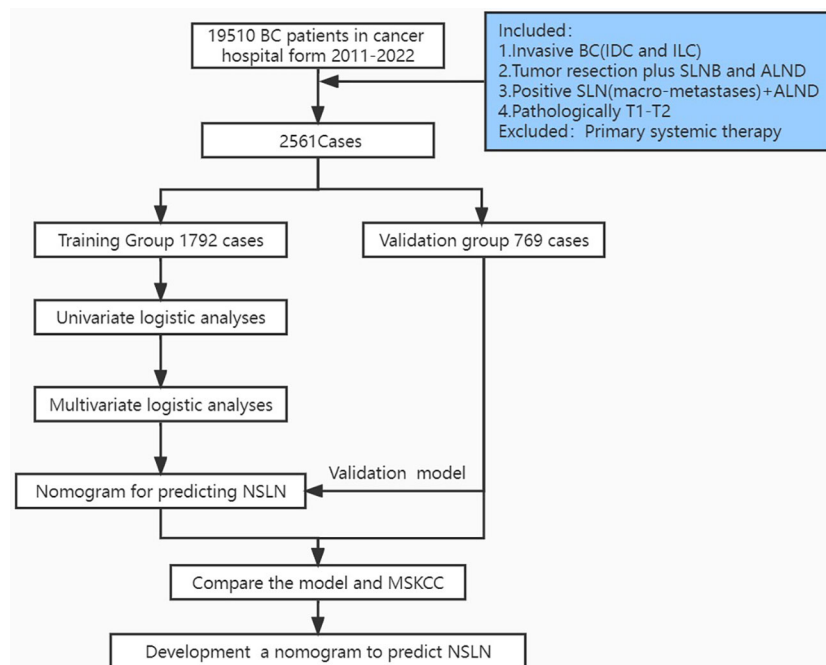 19510 BC patients in cancer
hospital form 2011-2022
Included:
1.Invasive BC(IDC and ILC)
2.Tumor resection plus SLNB and ALND
3.Positive SLN(macro-metastases)+ALND
4.Pathologically T1-T2
Excluded: Primary systemic therapy
2561Cases
Training Group 1792 cases
Validation group 769 cases
Univariate logistic analyses
Multivariate logistic analyses
Validation model
Nomogram for predicting NSLN
Compare the model and MSKCC
Development a nomogram to predict NSLN